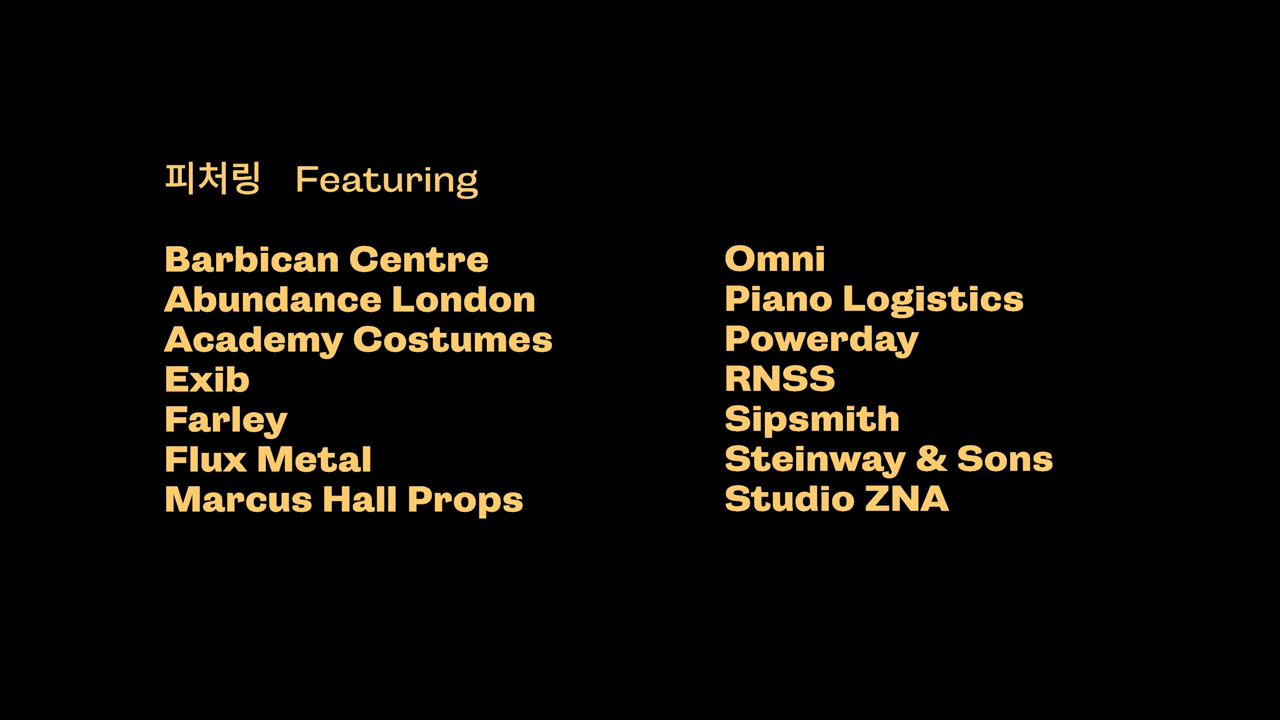 피처링 Featuring
Barbican Centre
Abundance London
Academy Costumes
Exib
Farley
Flux Metal
Marcus Hall Props
Omni
Piano Logistics
Powerday
RNSS
Sipsmith
Steinway & Sons
Studio ZNA